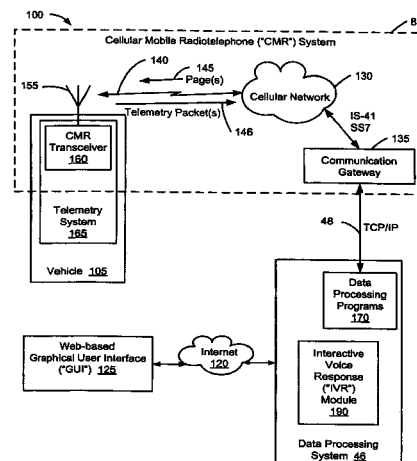 100
8
Cellular Mobile Radiotelephone ("CMR") System
155
140
145
Page(s)
130
Cellular Network
Telemetry Packet(s)
146
IS-41
SS7
135
CMR
Transceiver
160
Communication
Gateway
Telemetry
System
165
48
TCP/IP
Vehicle 105
Data
Processing
Programs
170
Web-based
Graphical User Interface
("GUI") 125
Internet
120
Interactive
Voice
Response
("IVR")
Module
190
Data Processing
System 46